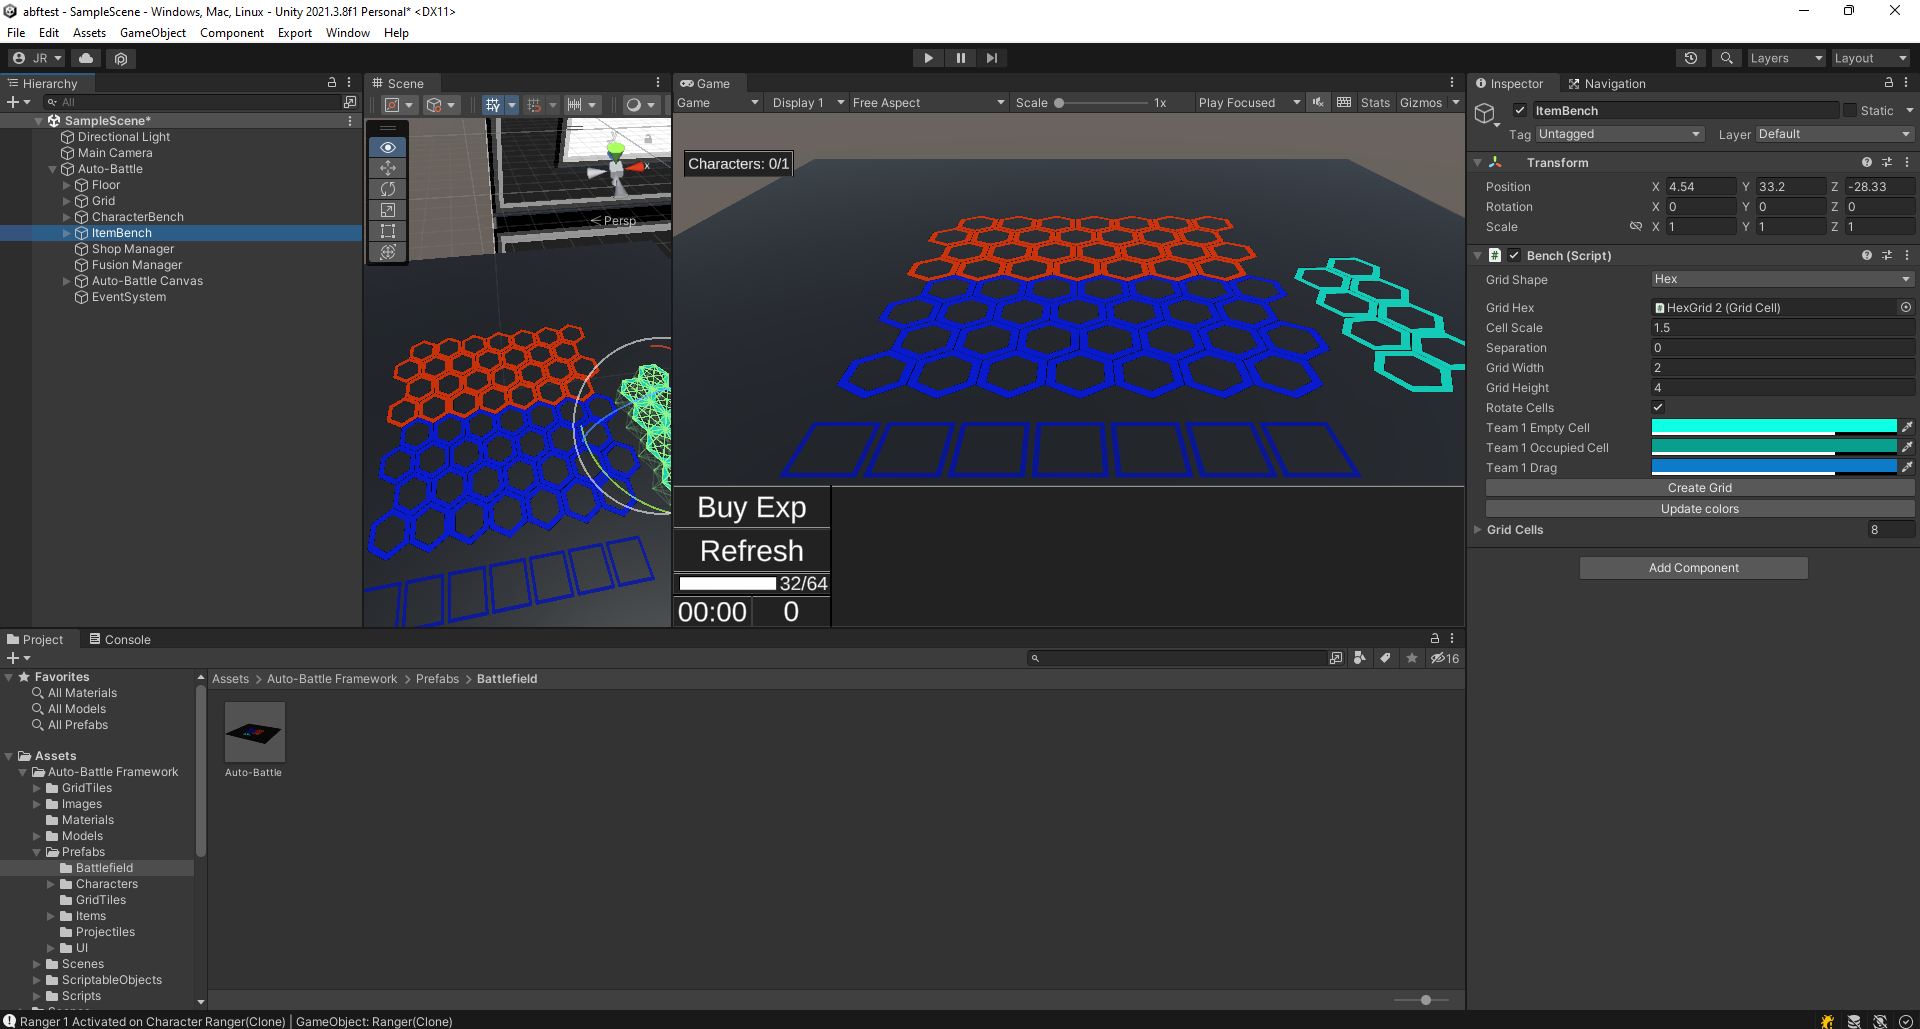 abftest - SampleScene - Windows, Mac, Linux - Unity 2021.3.8f1 Personal* <DX11>
File Edit Assets GameObject Component Export Window Help
JR
Layers Layout
Hierarchy
All
SampleScene*
Directional Light
Main Camera
Auto-Battle
Floor
Grid
CharacterBench
ItemBench
Shop Manager
Fusion Manager
Auto-Battle Canvas
EventSystem
Scene
y
x
< Persp
Game
Game Display 1 Free Aspect Scale 1x Play Focused Stats Gizmos
Characters: 0/1
Buy Exp
Refresh
32/64
00:00 0
Inspector Navigation
ItemBench Static
Tag Untagged Layer Default
Transform
Position X 4.54 Y 33.2 Z -28.33
Rotation X 0 Y 0 Z 0
Scale X 1 Y 1 Z 1
# Bench (Script)
Grid Shape Hex
Grid Hex HexGrid 2 (Grid Cell)
Cell Scale 1.5
Separation 0
Grid Width 2
Grid Height 4
Rotate Cells
Team 1 Empty Cell
Team 1 Occupied Cell
Team 1 Drag
Create Grid
Update colors
Grid Cells 8
Add Component
Project Console
16
Favorites
All Materials
All Models
All Prefabs
Assets
Auto-Battle Framework
GridTiles
Images
Materials
Models
Prefabs
Battlefield
Characters
GridTiles
Items
Projectiles
UI
Scenes
ScriptableObjects
Scripts
Assets > Auto-Battle Framework > Prefabs > Battlefield
Auto-Battle
Ranger 1 Activated on Character Ranger(Clone) | GameObject: Ranger(Clone)